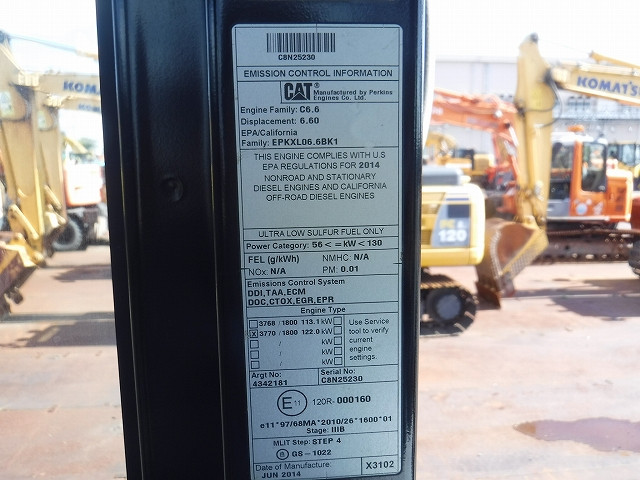 C8N25230
EMISSION CONTROL INFORMATION
CAT® Manufactured by Perkins
Engines Co. Ltd.
Engine Family: C6.6
Displacement: 6.60
EPA/California
Family: EPKXL06.6BK1
THIS ENGINE COMPLIES WITH U.S
EPA REGULATIONS FOR 2014
NONROAD AND STATIONARY
DIESEL ENGINES AND CALIFORNIA
OFF-ROAD DIESEL ENGINES
ULTRA LOW SULFUR FUEL ONLY
Power Category: 56<=kW<130
FEL (g/kWh) NMHC: N/A
NOx: N/A PM: 0.01
Emissions Control System
DDI,TAA,ECM
DOC,CTOX,EGR,EPR
Engine Type
3768 / 1800 113.1 kW
X 3770 / 1800 122.0 kW
/ kW
/ kW
/ kW
Use Service
tool to verify
current
engine
settings.
Argt No: Serial No:
4342181 C8N25230
E11 120R-000160
e11*97/68MA*2010/26*1600*01
Stage: IIIB
MLIT Step: STEP 4
GS-1022
Date of Manufacture:
JUN 2014
X3102
KOMATSU
120